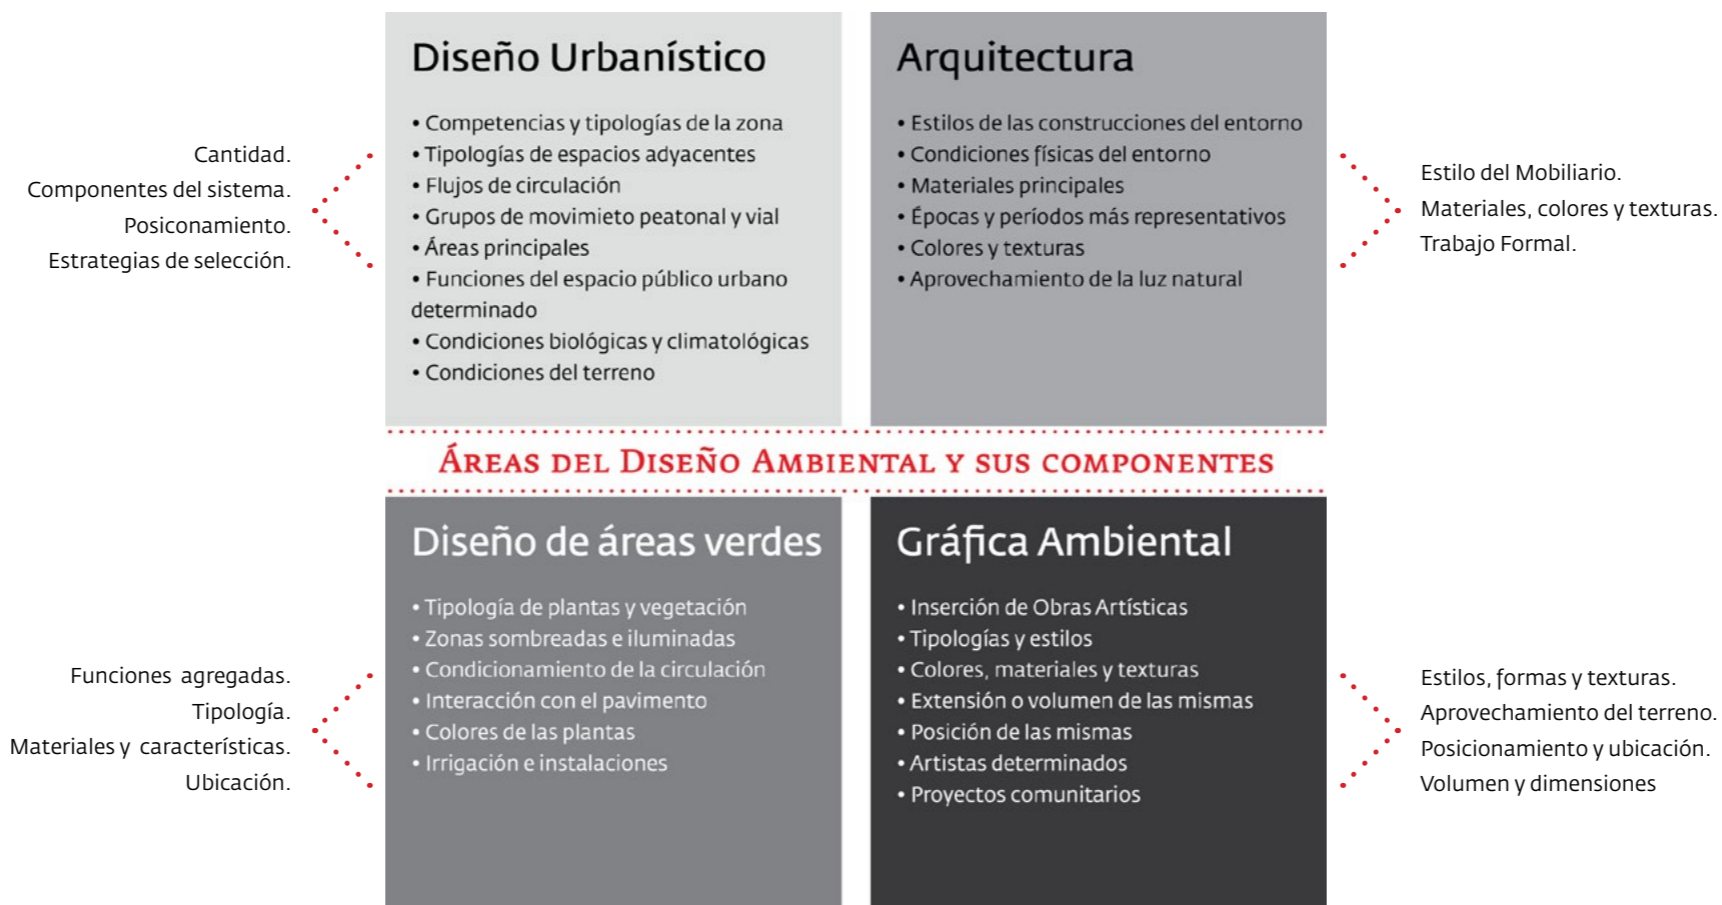 Diseño Urbanístico
• Competencias y tipologías de la zona
• Tipologías de espacios adyacentes
• Flujos de circulación
• Grupos de movimieto peatonal y vial
• Áreas principales
• Funciones del espacio público urbano
determinado
• Condiciones biológicas y climatológicas
• Condiciones del terreno
Cantidad.
Componentes del sistema.
Posiconamiento.
Estrategias de selección.
Arquitectura
• Estilos de las construcciones del entorno
• Condiciones físicas del entorno
• Materiales principales
• Épocas y períodos más representativos
• Colores y texturas
• Aprovechamiento de la luz natural
Estilo del Mobiliario.
Materiales, colores y texturas.
Trabajo Formal.
Áreas del Diseño Ambiental y sus componentes
Diseño de áreas verdes
• Tipología de plantas y vegetación
• Zonas sombreadas e iluminadas
• Condicionamiento de la circulación
• Interacción con el pavimento
• Colores de las plantas
• Irrigación e instalaciones
Funciones agregadas.
Tipología.
Materiales y características.
Ubicación.
Gráfica Ambiental
• Inserción de Obras Artísticas
• Tipologías y estilos
• Colores, materiales y texturas
• Extensión o volumen de las mismas
• Posición de las mismas
• Artistas determinados
• Proyectos comunitarios
Estilos, formas y texturas.
Aprovechamiento del terreno.
Posicionamiento y ubicación.
Volumen y dimensiones